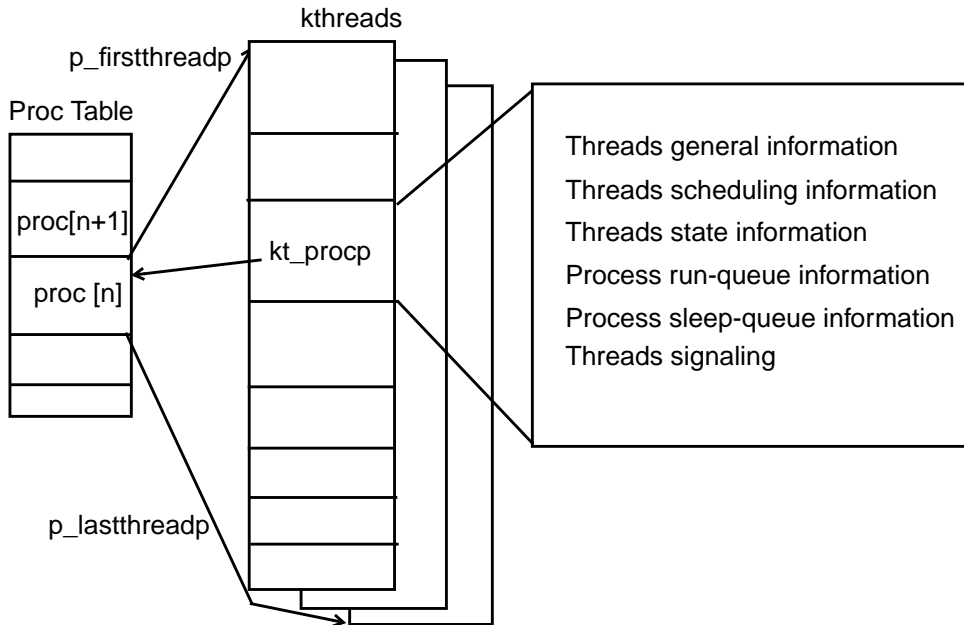 kthreads
p_firstthreadp
Proc Table
proc[n+1]
kt_procp
proc [n]
p_lastthreadp
Threads general information
Threads scheduling information
Threads state information
Process run-queue information
Process sleep-queue information
Threads signaling